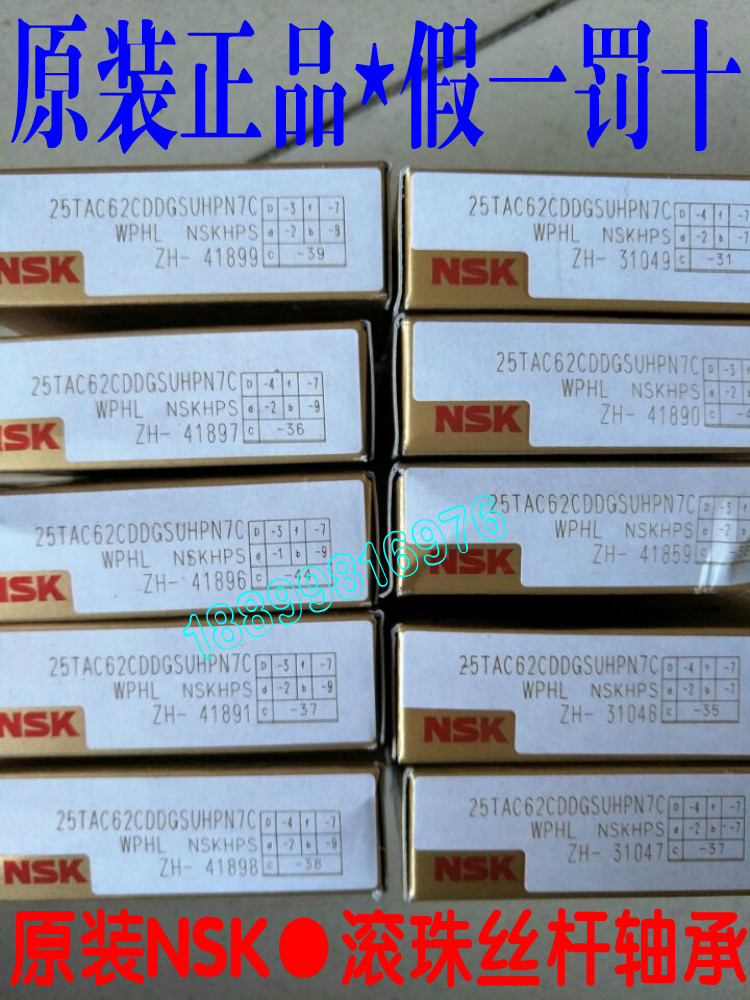 原装正品*假一罚十
25TAC62CDDGSUHPN7C D -3 f -7
WPHL NSKHPS d -2 b -9
ZH- 41899 c -39
NSK
25TAC62CDDGSUHPN7C D -4 f -7
WPHL NSKHPS d -2 b -7
ZH- 31049 c -31
NSK
25TAC62CDDGSUHPN7C D -4 f -7
WPHL NSKHPS d -2 b -9
ZH- 41897 c -36
NSK
25TAC62CDDGSUHPN7C D -3 f
WPHL NSKHPS d -2 b
ZH- 41890 c
NSK
25TAC62CDDGSUHPN7C D -3 f -7
WPHL NSKHPS d -1 b -9
ZH- 41896 c -44
NSK
25TAC62CDDGSUHPN7C D -3 f
WPHL NSKHPS d -2 b
ZH- 41859 c
NSK
18899816976
25TAC62CDDGSUHPN7C D -3 f -7
WPHL NSKHPS d -2 b -9
ZH- 41891 c -37
NSK
25TAC62CDDGSUHPN7C D -4 f -7
WPHL NSKHPS d -2 b -7
ZH- 31048 c -35
NSK
25TAC62CDDGSUHPN7C D -4 f -7
WPHL NSKHPS d -2 b -9
ZH- 41898 c -38
NSK
25TAC62CDDGSUHPN7C D -4 f -7
WPHL NSKHPS d -2 b -7
ZH- 31047 c -37
NSK
原装NSK●滚珠丝杆轴承